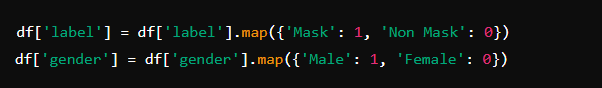 df['label'] = df['label'].map({'Mask': 1, 'Non Mask': 0})
df['gender'] = df['gender'].map({'Male': 1, 'Female': 0})